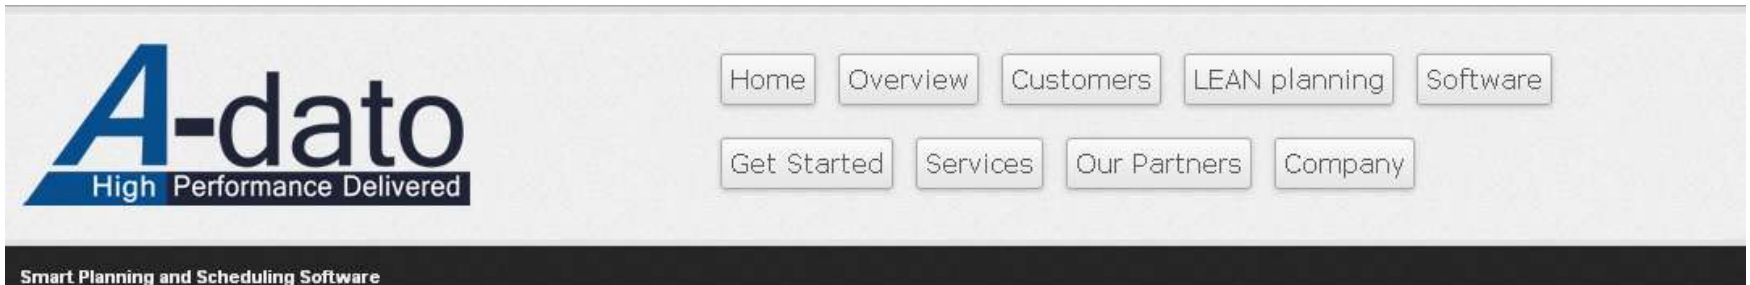 A-dato
High Performance Delivered
Home Overview Customers LEAN planning Software
Get Started Services Our Partners Company
Smart Planning and Scheduling Software